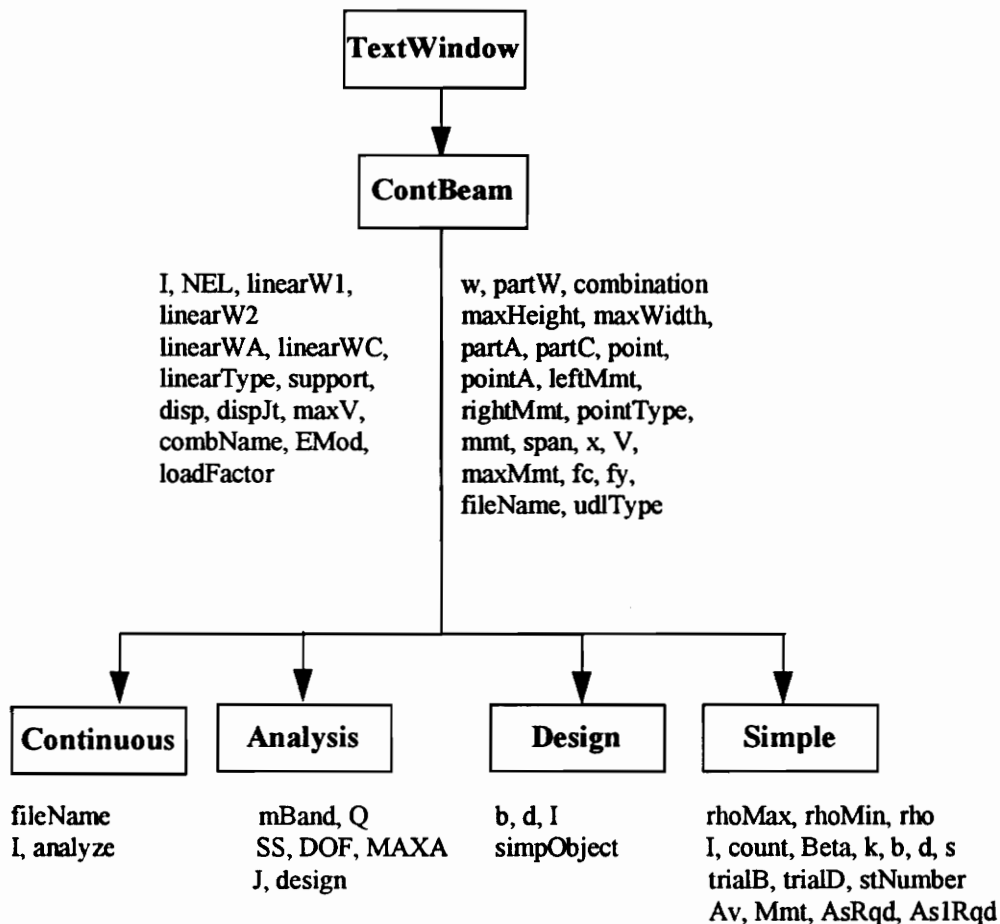 TextWindow
ContBeam
I, NEL, linearW1,
linearW2
linearWA, linearWC,
linearType, support,
disp, dispJt, maxV,
combName, EMod,
loadFactor
w, partW, combination
maxHeight, maxWidth,
partA, partC, point,
pointA, leftMmt,
rightMmt, pointType,
mmt, span, x, V,
maxMmt, fc, fy,
fileName, udlType
Continuous
Analysis
Design
Simple
fileName
I, analyze
mBand, Q
SS, DOF, MAXA
J, design
b, d, I
simpObject
rhoMax, rhoMin, rho
I, count, Beta, k, b, d, s
trialB, trialD, stNumber
Av, Mmt, AsRqd, As1Rqd